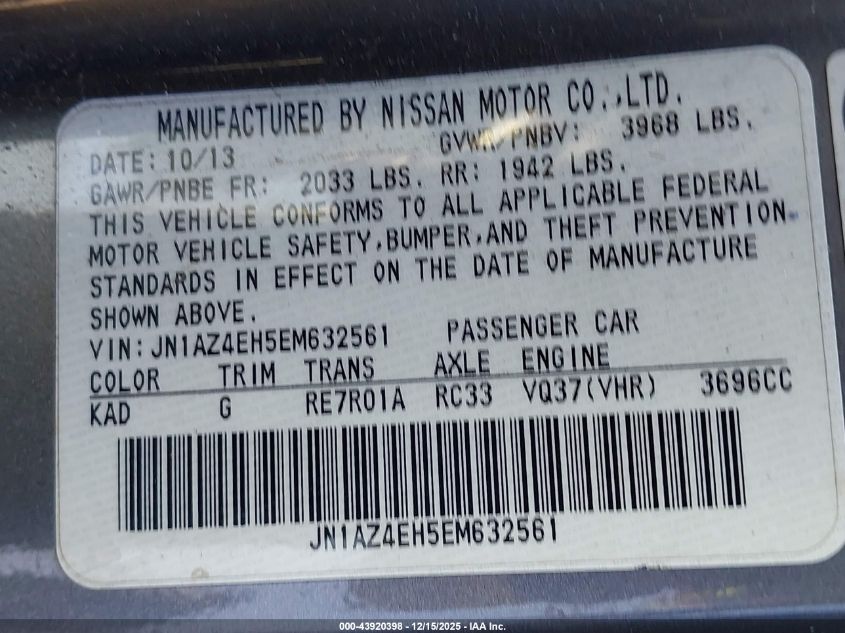 MANUFACTURED BY NISSAN MOTOR CO.,LTD.
DATE: 10/13 GVWR/PNBV: 3968 LBS.
GAWR/PNBE FR: 2033 LBS. RR: 1942 LBS.
THIS VEHICLE CONFORMS TO ALL APPLICABLE FEDERAL
MOTOR VEHICLE SAFETY,BUMPER,AND THEFT PREVENTION
STANDARDS IN EFFECT ON THE DATE OF MANUFACTURE
SHOWN ABOVE.
VIN: JN1AZ4EH5EM632561 PASSENGER CAR
COLOR TRIM TRANS AXLE ENGINE
KAD G RE7R01A RC33 VQ37(VHR) 3696CC
JN1AZ4EH5EM632561
000-43920398 - 12/15/2025 - IAA Inc.